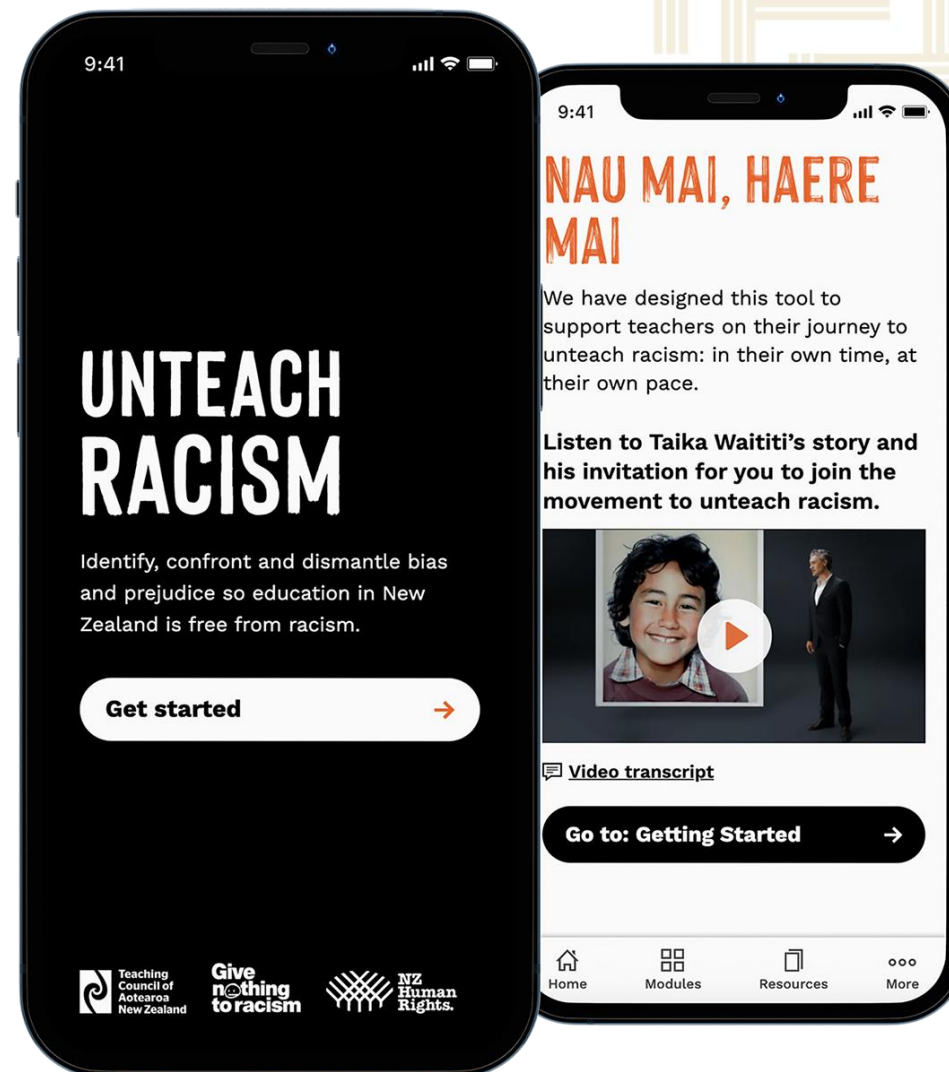 9:41
UNTEACH
RACISM
Identify, confront and dismantle bias
and prejudice so education in New
Zealand is free from racism.
Get started
Teaching
Council of
Aotearoa
New Zealand
Give
nothing
to racism
NZ
Human
Rights.
9:41
NAU MAI, HAERE
MAI
We have designed this tool to
support teachers on their journey to
unteach racism: in their own time, at
their own pace.
Listen to Taika Waititi’s story and
his invitation for you to join the
movement to unteach racism.
Video transcript
Go to: Getting Started
Home
Modules
Resources
More